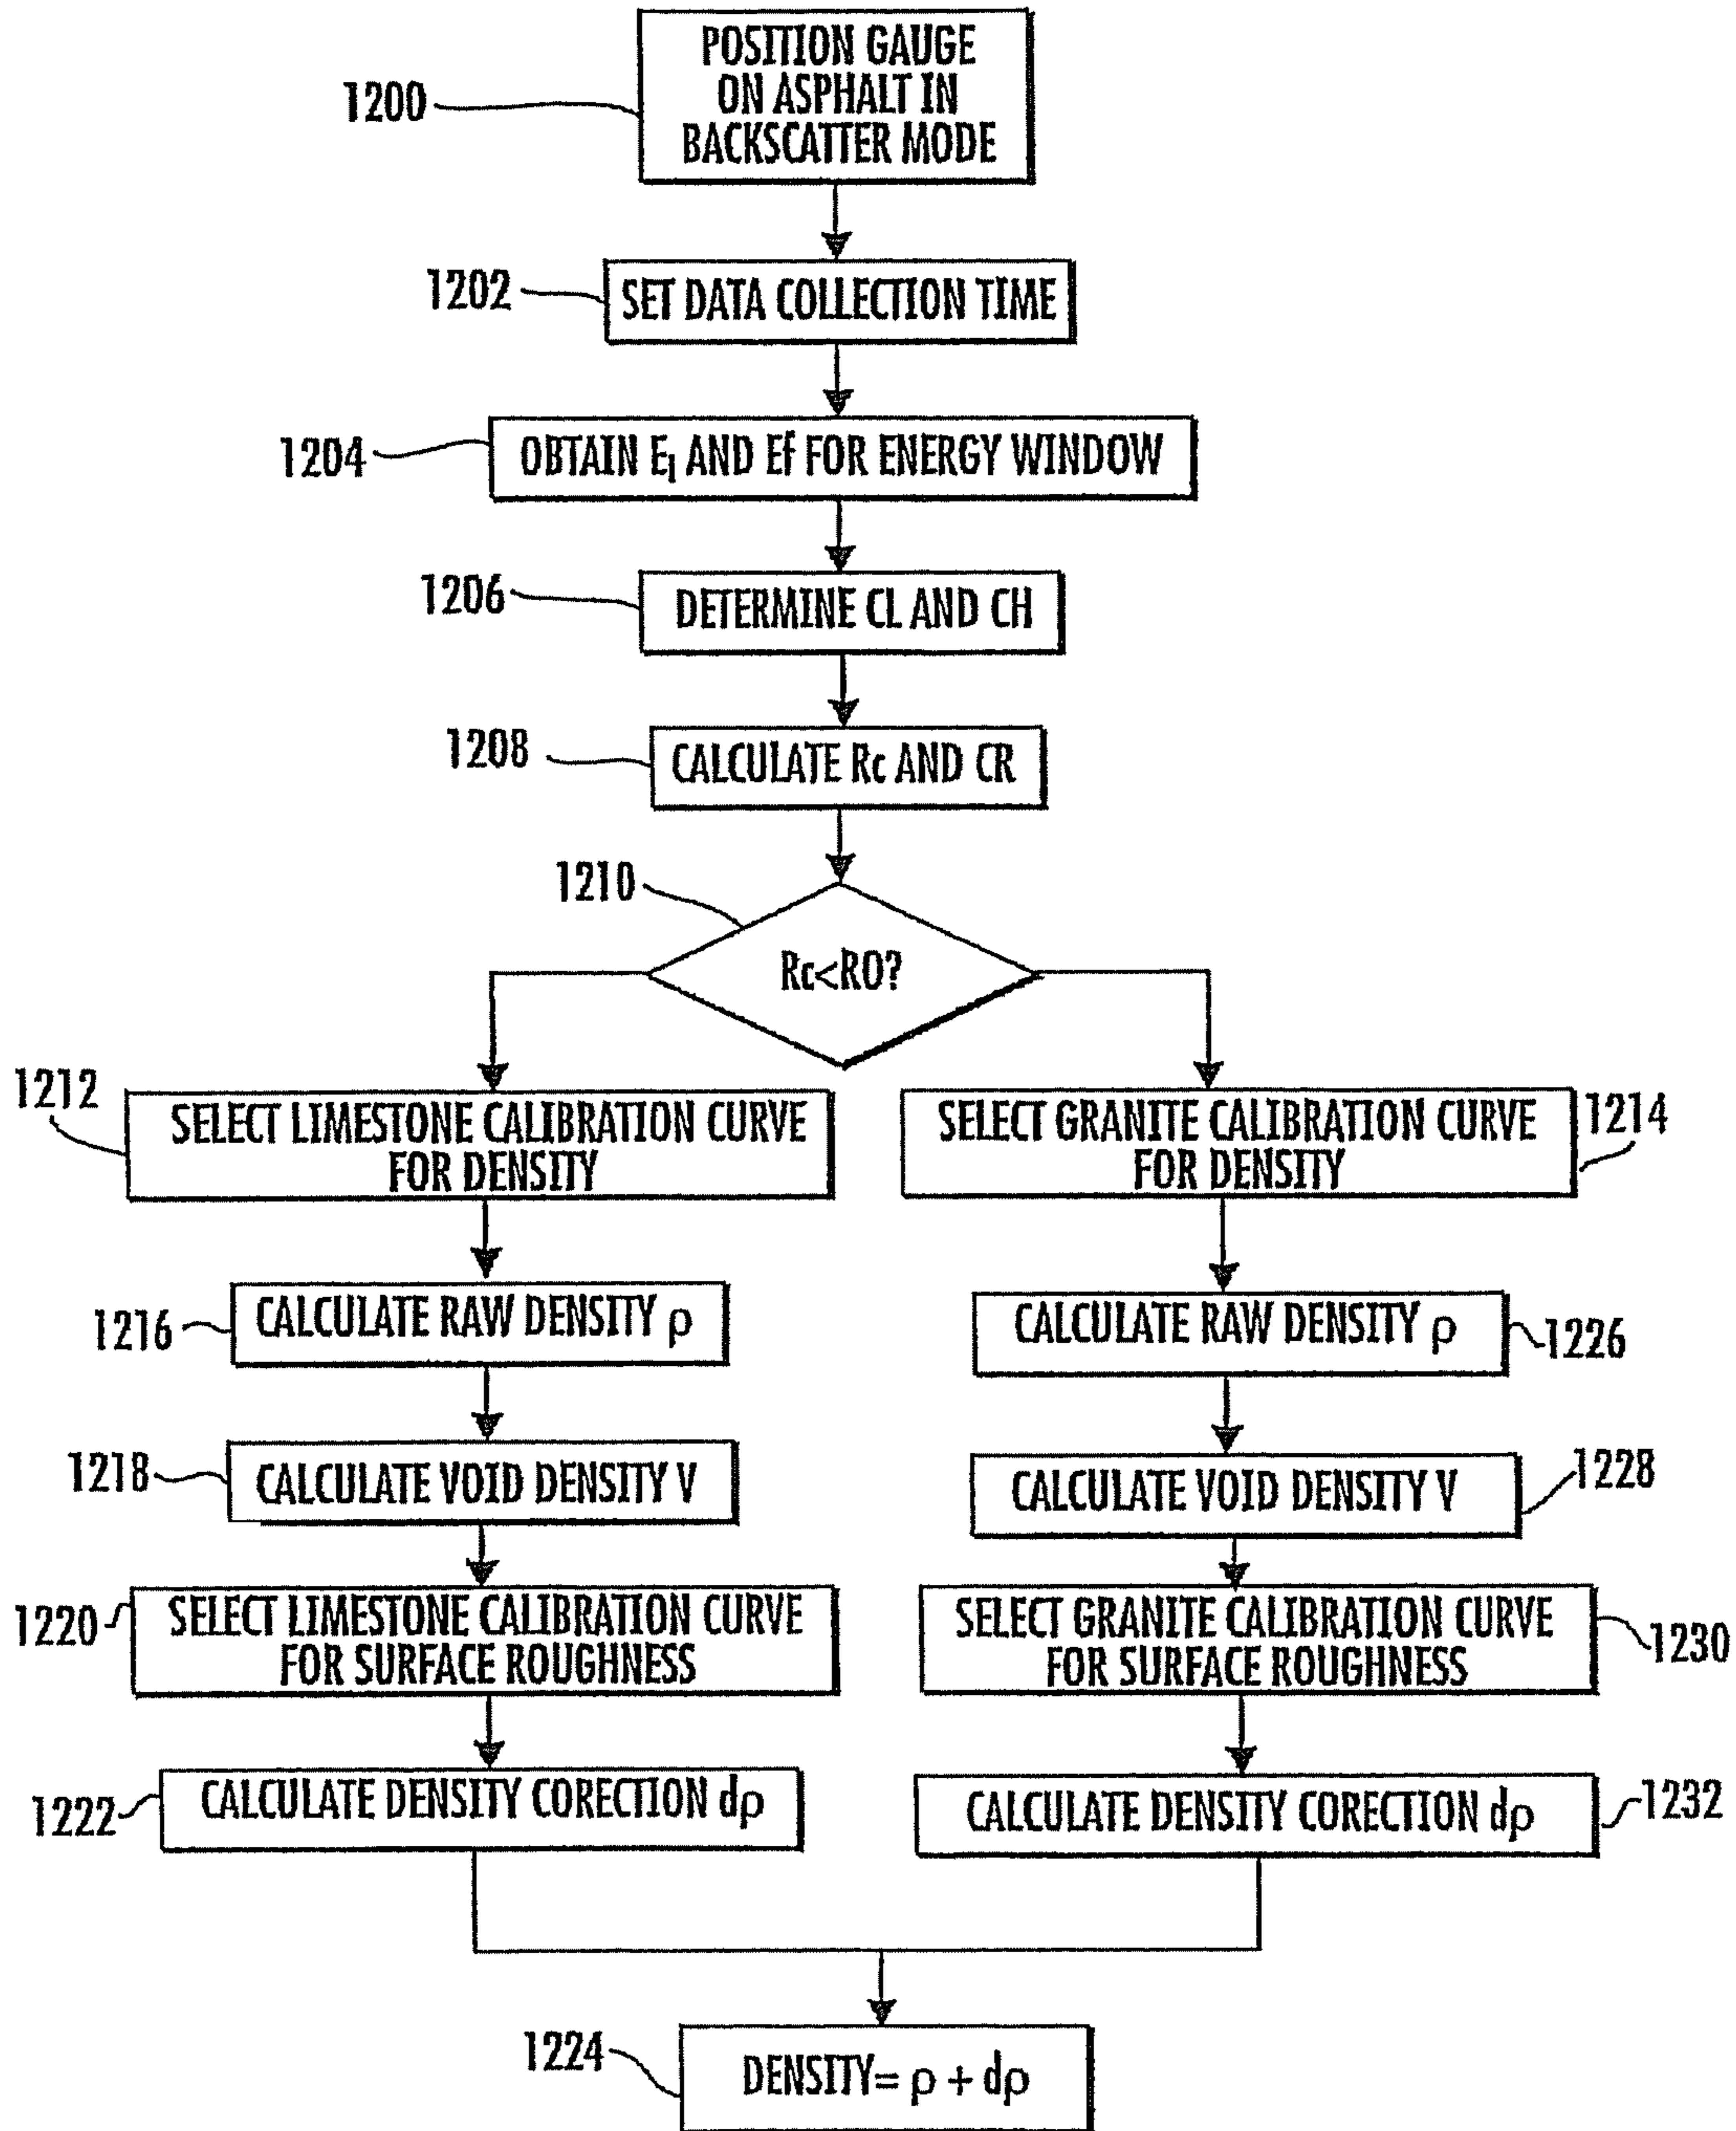 POSITION GAUGE
ON ASPHALT IN
BACKSCATTER MODE
1200
1202
SET DATA COLLECTION TIME
1204
OBTAIN El AND Ef FOR ENERGY WINDOW
1206
DETERMINE CL AND CH
1208
CALCULATE Rc AND CR
1210
Rc<RO?
1212
SELECT LIMESTONE CALIBRATION CURVE
FOR DENSITY
SELECT GRANITE CALIBRATION CURVE
FOR DENSITY
1214
1216
CALCULATE RAW DENSITY ρ
CALCULATE RAW DENSITY ρ
1226
1218
CALCULATE VOID DENSITY V
CALCULATE VOID DENSITY V
1228
1220
SELECT LIMESTONE CALIBRATION CURVE
FOR SURFACE ROUGHNESS
SELECT GRANITE CALIBRATION CURVE
FOR SURFACE ROUGHNESS
1230
1222
CALCULATE DENSITY CORECTION dρ
CALCULATE DENSITY CORECTION dρ
1232
1224
DENSITY= ρ + dρ